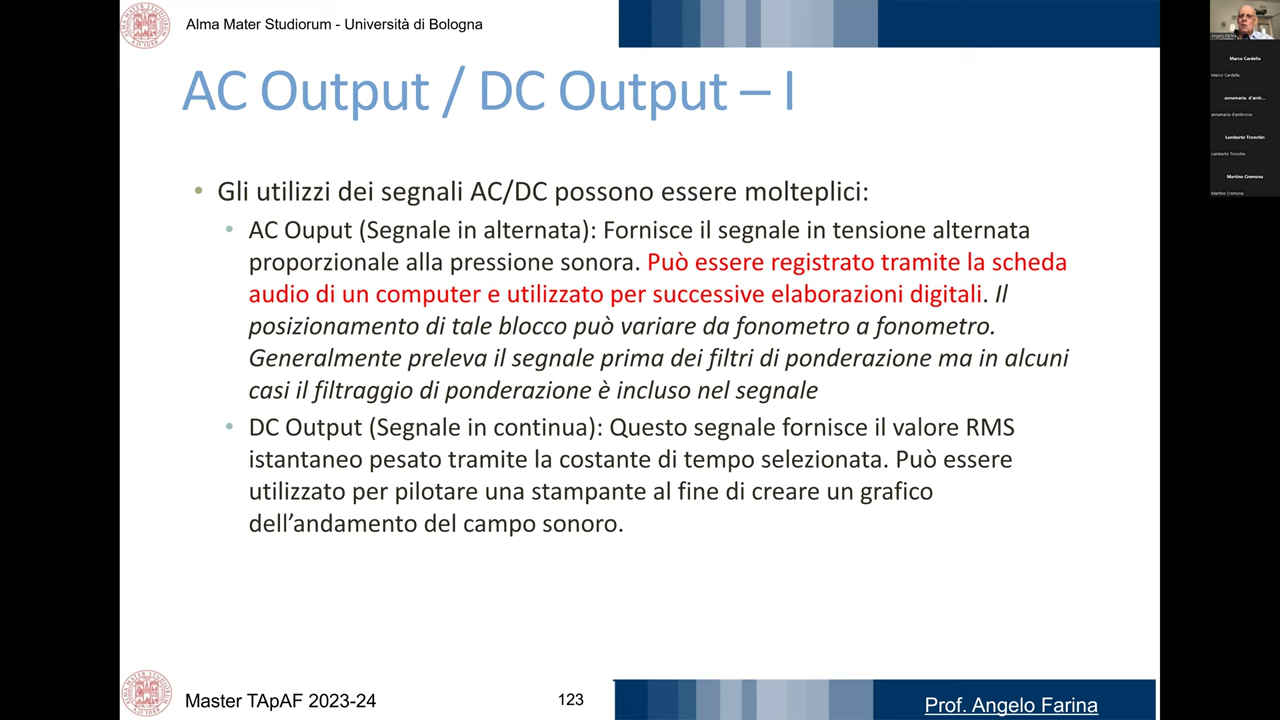 Alma Mater Studiorum - Università di Bologna
AC Output / DC Output – I
• Gli utilizzi dei segnali AC/DC possono essere molteplici:
• AC Ouput (Segnale in alternata): Fornisce il segnale in tensione alternata
proporzionale alla pressione sonora. Può essere registrato tramite la scheda
audio di un computer e utilizzato per successive elaborazioni digitali. Il
posizionamento di tale blocco può variare da fonometro a fonometro.
Generalmente preleva il segnale prima dei filtri di ponderazione ma in alcuni
casi il filtraggio di ponderazione è incluso nel segnale
• DC Output (Segnale in continua): Questo segnale fornisce il valore RMS
istantaneo pesato tramite la costante di tempo selezionata. Può essere
utilizzato per pilotare una stampante al fine di creare un grafico
dell’andamento del campo sonoro.
Master TApAF 2023-24
123
Prof. Angelo Farina
Angelo Farina
Marco Cardella
Marco Cardella
annamaria d'amb...
annamaria d'ambrosio
Lamberto Tronchin
Lamberto Tronchin
Martino Cremona
Martino Cremona